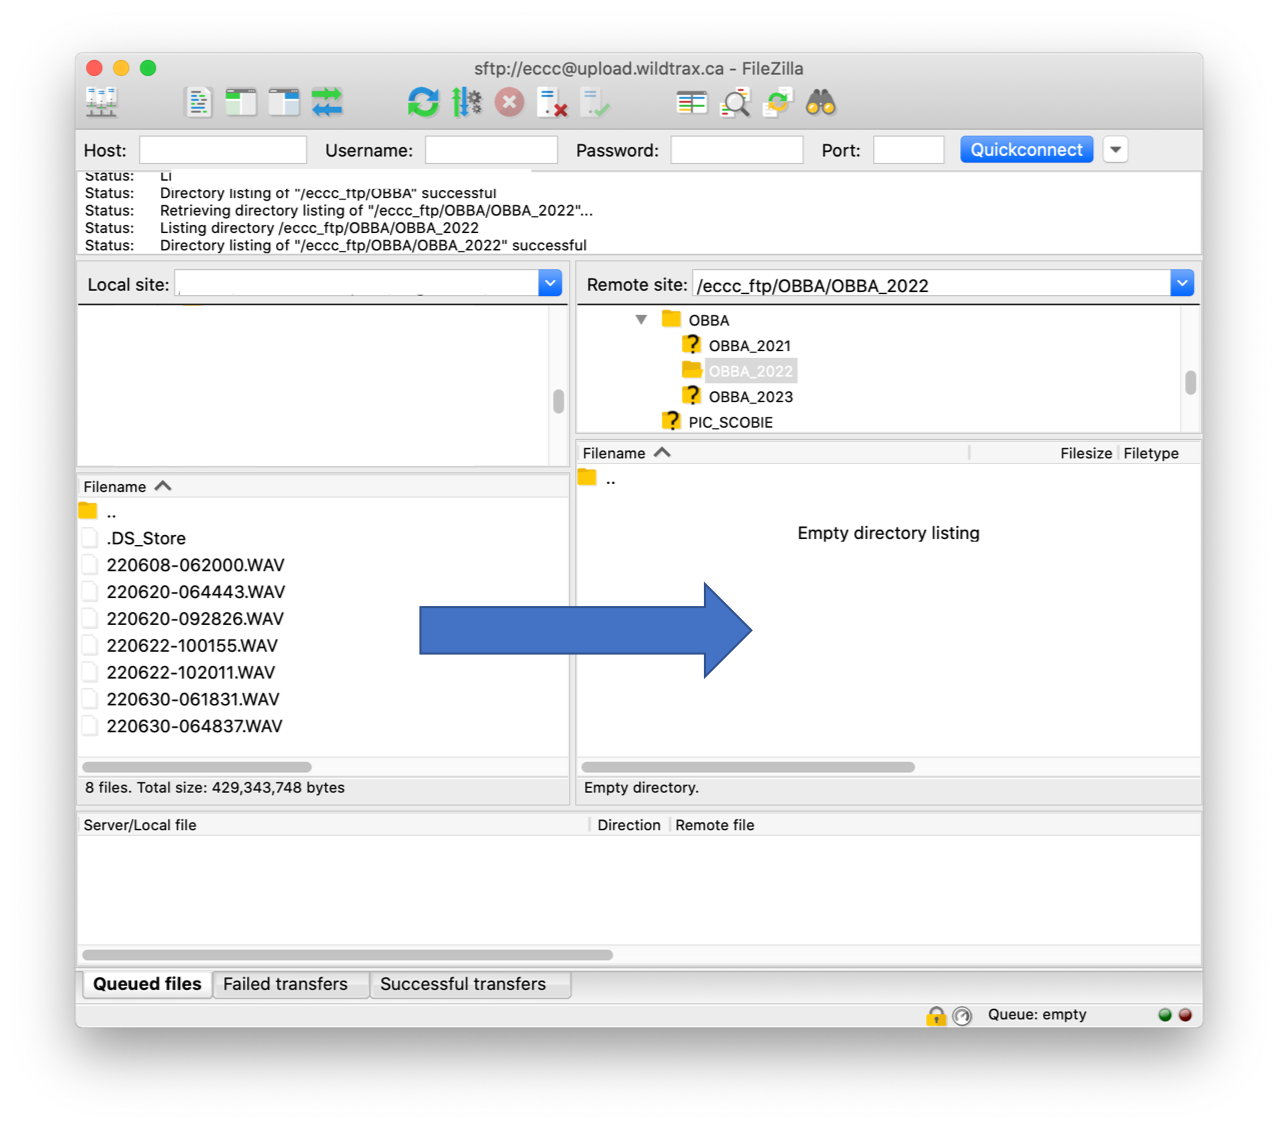 sftp://eccc@upload.wildtrax.ca - FileZilla
Host: Username: Password: Port: Quickconnect
Status: Li
Status: Directory listing of "/eccc_ftp/OBBA" successful
Status: Retrieving directory listing of "/eccc_ftp/OBBA/OBBA_2022"...
Status: Listing directory /eccc_ftp/OBBA/OBBA_2022
Status: Directory listing of "/eccc_ftp/OBBA/OBBA_2022" successful
Local site:
Remote site: /eccc_ftp/OBBA/OBBA_2022
OBBA
? OBBA_2021
OBBA_2022
? OBBA_2023
? PIC_SCOBIE
Filename
..
.DS_Store
220608-062000.WAV
220620-064443.WAV
220620-092826.WAV
220622-100155.WAV
220622-102011.WAV
220630-061831.WAV
220630-064837.WAV
8 files. Total size: 429,343,748 bytes
Filename Filesize Filetype
..
Empty directory listing
Empty directory.
Server/Local file Direction Remote file
Queued files Failed transfers Successful transfers
Queue: empty